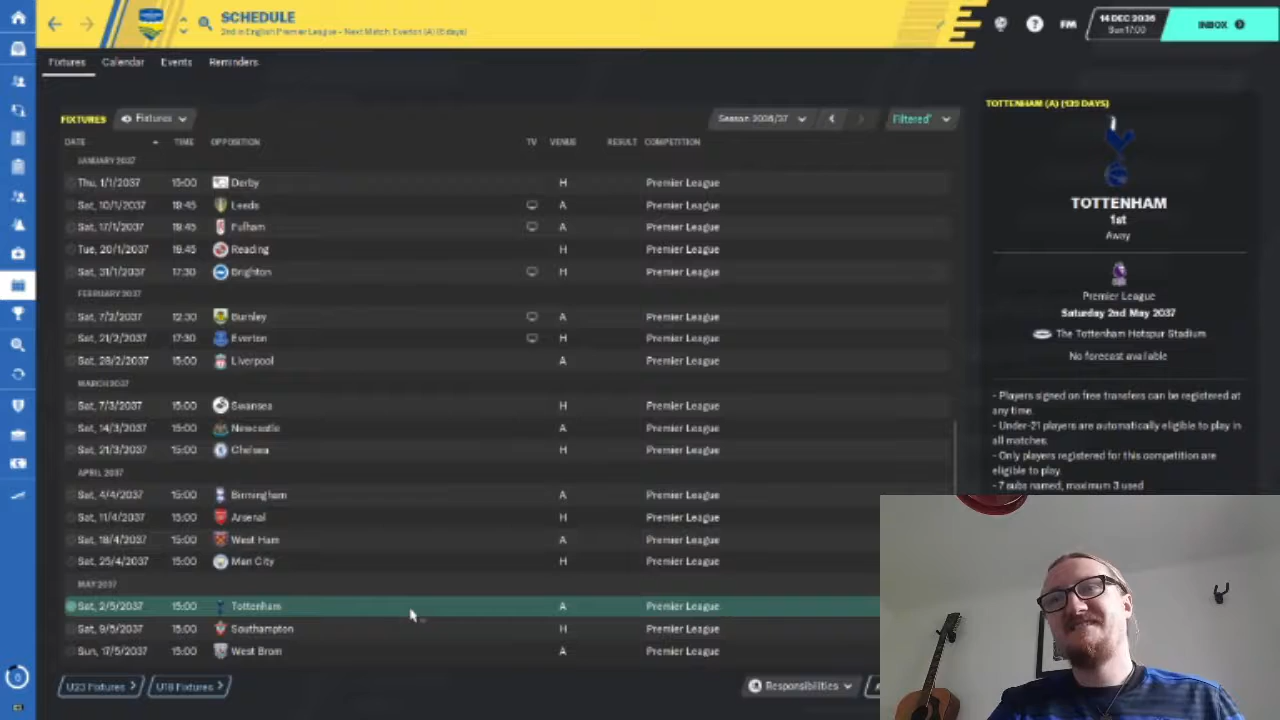 SCHEDULE
2nd in English Premier League - Next Match: Everton (A) (6 days)
FM
14 DEC 2036
Sun 17:00
INBOX
Fixtures Calendar Events Reminders
FIXTURES Fixtures Season 2036/37 Filtered*
DATE TIME OPPOSITION TV VENUE RESULT COMPETITION
JANUARY 2037
Thu, 1/1/2037 15:00 Derby H Premier League
Sat, 10/1/2037 19:45 Leeds A Premier League
Sat, 17/1/2037 19:45 Fulham A Premier League
Tue, 20/1/2037 19:45 Reading H Premier League
Sat, 31/1/2037 17:30 Brighton H Premier League
FEBRUARY 2037
Sat, 7/2/2037 12:30 Burnley A Premier League
Sat, 21/2/2037 17:30 Everton H Premier League
Sat, 28/2/2037 15:00 Liverpool A Premier League
MARCH 2037
Sat, 7/3/2037 15:00 Swansea H Premier League
Sat, 14/3/2037 15:00 Newcastle A Premier League
Sat, 21/3/2037 15:00 Chelsea H Premier League
APRIL 2037
Sat, 4/4/2037 15:00 Birmingham A Premier League
Sat, 11/4/2037 15:00 Arsenal H Premier League
Sat, 18/4/2037 15:00 West Ham A Premier League
Sat, 25/4/2037 15:00 Man City H Premier League
MAY 2037
Sat, 2/5/2037 15:00 Tottenham A Premier League
Sat, 9/5/2037 15:00 Southampton H Premier League
Sun, 17/5/2037 15:00 West Brom A Premier League
U23 Fixtures U18 Fixtures Responsibilities
TOTTENHAM (A) (139 DAYS)
TOTTENHAM
1st
Away
Premier League
Saturday 2nd May 2037
The Tottenham Hotspur Stadium
No forecast available
- Players signed on free transfers can be registered at
any time.
- Under-21 players are automatically eligible to play in
all matches.
- Only players registered for this competition are
eligible to play.
- 7 subs named, maximum 3 used